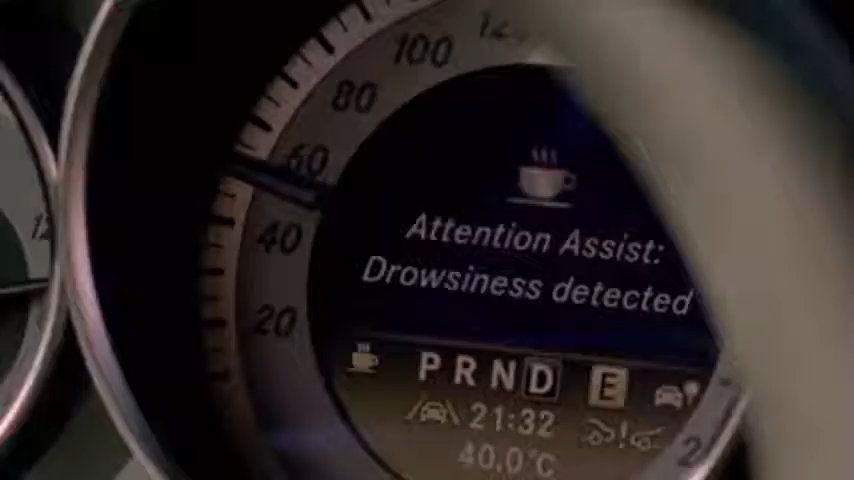 100
80
60
40
20
Attention Assist:
Drowsiness detected
P R N D E
21:32
40.0°C